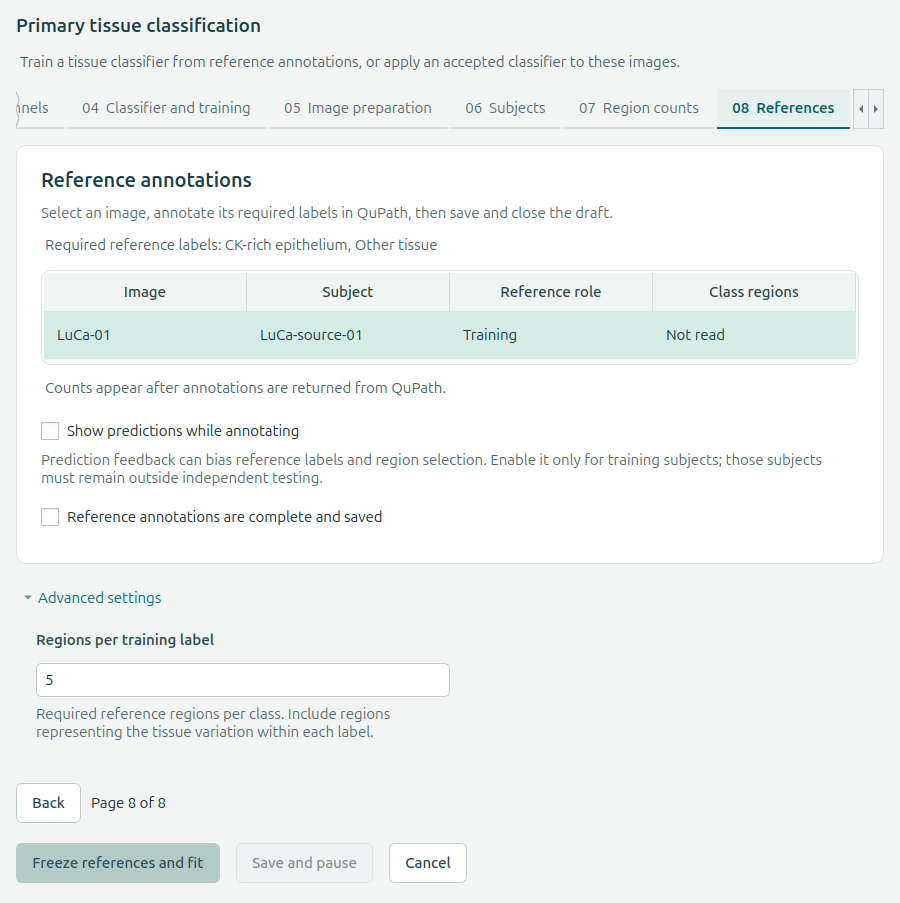 Primary tissue classification
Train a tissue classifier from reference annotations, or apply an accepted classifier to these images.
nnels 04 Classifier and training 05 Image preparation 06 Subjects 07 Region counts 08 References
Reference annotations
Select an image, annotate its required labels in QuPath, then save and close the draft.
Required reference labels: CK-rich epithelium, Other tissue
Image Subject Reference role Class regions
LuCa-01 LuCa-source-01 Training Not read
Counts appear after annotations are returned from QuPath.
Show predictions while annotating
Prediction feedback can bias reference labels and region selection. Enable it only for training subjects; those subjects
must remain outside independent testing.
Reference annotations are complete and saved
Advanced settings
Regions per training label
5
Required reference regions per class. Include regions
representing the tissue variation within each label.
Back Page 8 of 8
Freeze references and fit Save and pause Cancel